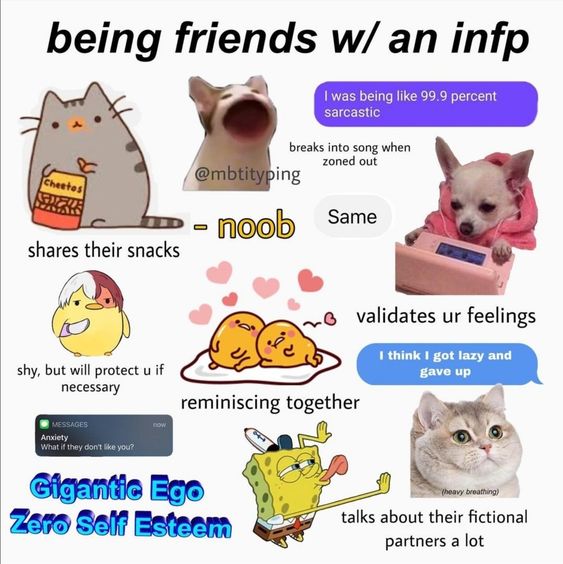 being friends w/ an infp
I was being like 99.9 percent
sarcastic
breaks into song when
zoned out
@mbtityping
Cheetos
- noob
Same
shares their snacks
validates ur feelings
I think I got lazy and
gave up
shy, but will protect u if
necessary
reminiscing together
MESSAGES
now
Anxiety
What if they don't like you?
(heavy breathing)
Gigantic Ego
Zero Self Esteem
talks about their fictional
partners a lot